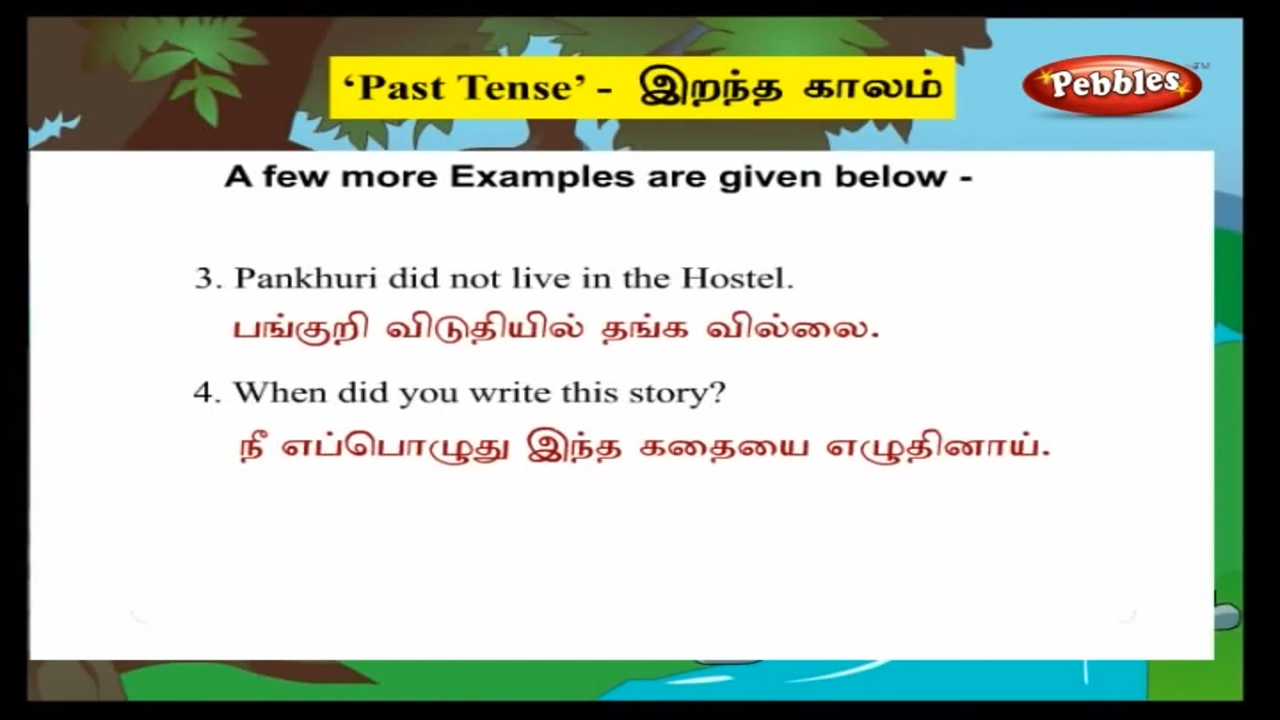 ‘Past Tense’ - இறந்த காலம்
Pebbles TM
A few more Examples are given below -
3. Pankhuri did not live in the Hostel.
பங்குறி விடுதியில் தங்க வில்லை.
4. When did you write this story?
நீ எப்பொழுது இந்த கதையை எழுதினாய்.